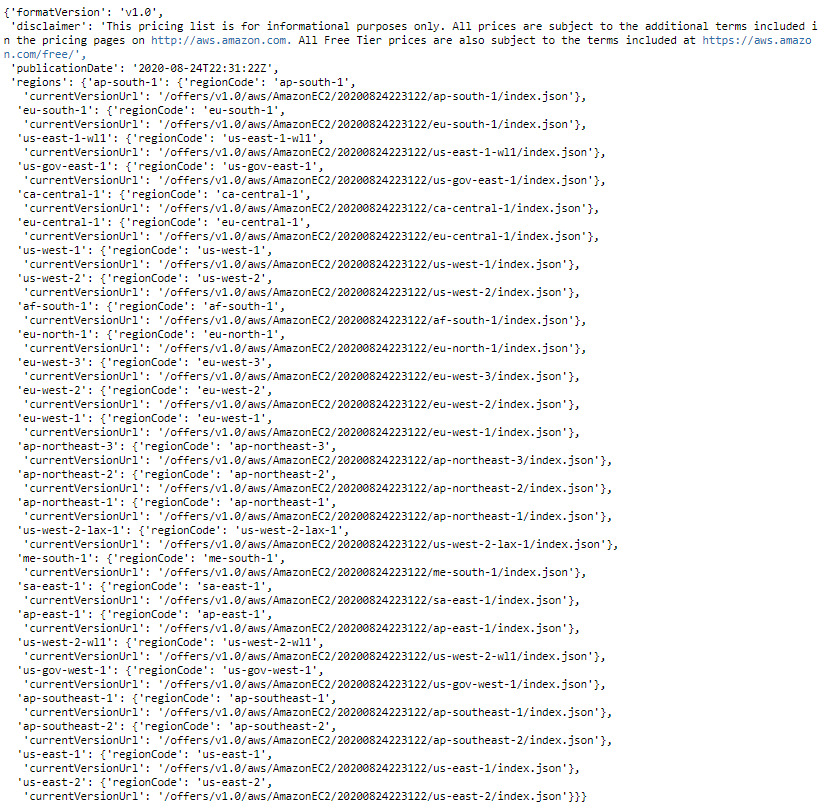 {'formatVersion': 'v1.0',
'disclaimer': 'This pricing list is for informational purposes only. All prices are subject to the additional terms included i
n the pricing pages on http://aws.amazon.com. All Free Tier prices are also subject to the terms included at https://aws.amazo
n.com/free/',
'publicationDate': '2020-08-24T22:31:22Z',
'regions': {'ap-south-1': {'regionCode': 'ap-south-1',
'currentVersionUrl': '/offers/v1.0/aws/AmazonEC2/20200824223122/ap-south-1/index.json'},
'eu-south-1': {'regionCode': 'eu-south-1',
'currentVersionUrl': '/offers/v1.0/aws/AmazonEC2/20200824223122/eu-south-1/index.json'},
'us-east-1-wl1': {'regionCode': 'us-east-1-wl1',
'currentVersionUrl': '/offers/v1.0/aws/AmazonEC2/20200824223122/us-east-1-wl1/index.json'},
'us-gov-east-1': {'regionCode': 'us-gov-east-1',
'currentVersionUrl': '/offers/v1.0/aws/AmazonEC2/20200824223122/us-gov-east-1/index.json'},
'ca-central-1': {'regionCode': 'ca-central-1',
'currentVersionUrl': '/offers/v1.0/aws/AmazonEC2/20200824223122/ca-central-1/index.json'},
'eu-central-1': {'regionCode': 'eu-central-1',
'currentVersionUrl': '/offers/v1.0/aws/AmazonEC2/20200824223122/eu-central-1/index.json'},
'us-west-1': {'regionCode': 'us-west-1',
'currentVersionUrl': '/offers/v1.0/aws/AmazonEC2/20200824223122/us-west-1/index.json'},
'us-west-2': {'regionCode': 'us-west-2',
'currentVersionUrl': '/offers/v1.0/aws/AmazonEC2/20200824223122/us-west-2/index.json'},
'af-south-1': {'regionCode': 'af-south-1',
'currentVersionUrl': '/offers/v1.0/aws/AmazonEC2/20200824223122/af-south-1/index.json'},
'eu-north-1': {'regionCode': 'eu-north-1',
'currentVersionUrl': '/offers/v1.0/aws/AmazonEC2/20200824223122/eu-north-1/index.json'},
'eu-west-3': {'regionCode': 'eu-west-3',
'currentVersionUrl': '/offers/v1.0/aws/AmazonEC2/20200824223122/eu-west-3/index.json'},
'eu-west-2': {'regionCode': 'eu-west-2',
'currentVersionUrl': '/offers/v1.0/aws/AmazonEC2/20200824223122/eu-west-2/index.json'},
'eu-west-1': {'regionCode': 'eu-west-1',
'currentVersionUrl': '/offers/v1.0/aws/AmazonEC2/20200824223122/eu-west-1/index.json'},
'ap-northeast-3': {'regionCode': 'ap-northeast-3',
'currentVersionUrl': '/offers/v1.0/aws/AmazonEC2/20200824223122/ap-northeast-3/index.json'},
'ap-northeast-2': {'regionCode': 'ap-northeast-2',
'currentVersionUrl': '/offers/v1.0/aws/AmazonEC2/20200824223122/ap-northeast-2/index.json'},
'ap-northeast-1': {'regionCode': 'ap-northeast-1',
'currentVersionUrl': '/offers/v1.0/aws/AmazonEC2/20200824223122/ap-northeast-1/index.json'},
'us-west-2-lax-1': {'regionCode': 'us-west-2-lax-1',
'currentVersionUrl': '/offers/v1.0/aws/AmazonEC2/20200824223122/us-west-2-lax-1/index.json'},
'me-south-1': {'regionCode': 'me-south-1',
'currentVersionUrl': '/offers/v1.0/aws/AmazonEC2/20200824223122/me-south-1/index.json'},
'sa-east-1': {'regionCode': 'sa-east-1',
'currentVersionUrl': '/offers/v1.0/aws/AmazonEC2/20200824223122/sa-east-1/index.json'},
'ap-east-1': {'regionCode': 'ap-east-1',
'currentVersionUrl': '/offers/v1.0/aws/AmazonEC2/20200824223122/ap-east-1/index.json'},
'us-west-2-wl1': {'regionCode': 'us-west-2-wl1',
'currentVersionUrl': '/offers/v1.0/aws/AmazonEC2/20200824223122/us-west-2-wl1/index.json'},
'us-gov-west-1': {'regionCode': 'us-gov-west-1',
'currentVersionUrl': '/offers/v1.0/aws/AmazonEC2/20200824223122/us-gov-west-1/index.json'},
'ap-southeast-1': {'regionCode': 'ap-southeast-1',
'currentVersionUrl': '/offers/v1.0/aws/AmazonEC2/20200824223122/ap-southeast-1/index.json'},
'ap-southeast-2': {'regionCode': 'ap-southeast-2',
'currentVersionUrl': '/offers/v1.0/aws/AmazonEC2/20200824223122/ap-southeast-2/index.json'},
'us-east-1': {'regionCode': 'us-east-1',
'currentVersionUrl': '/offers/v1.0/aws/AmazonEC2/20200824223122/us-east-1/index.json'},
'us-east-2': {'regionCode': 'us-east-2',
'currentVersionUrl': '/offers/v1.0/aws/AmazonEC2/20200824223122/us-east-2/index.json'}}}